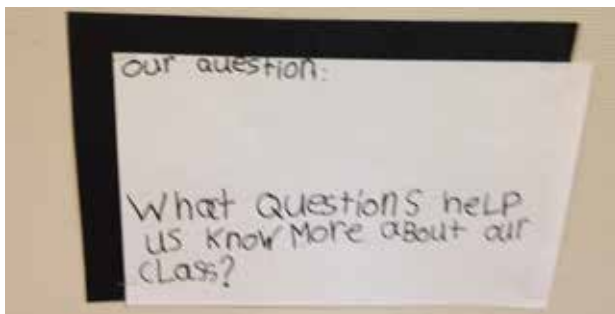 our question:
What Questions heLP
us Know More aBout our
CLass?